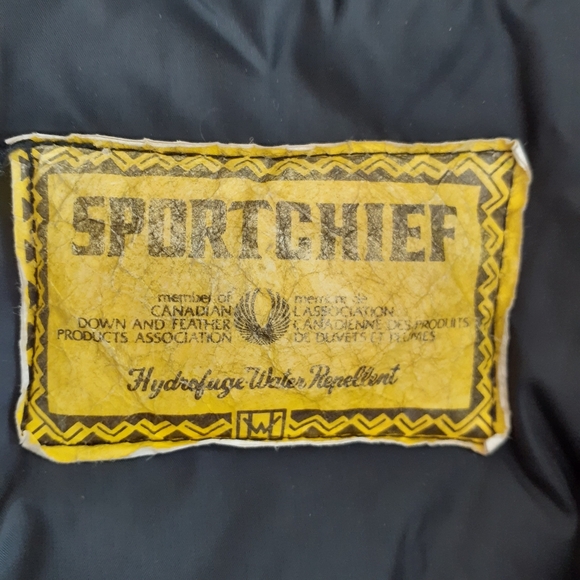 SPORTCHIEF
member of
CANADIAN
DOWN AND FEATHER
PRODUCTS ASSOCIATION
membre de
L'ASSOCIATION
CANADIENNE DES PRODUITS
DE DUVETS ET PLUMES
Hydrofuge Water Repellent